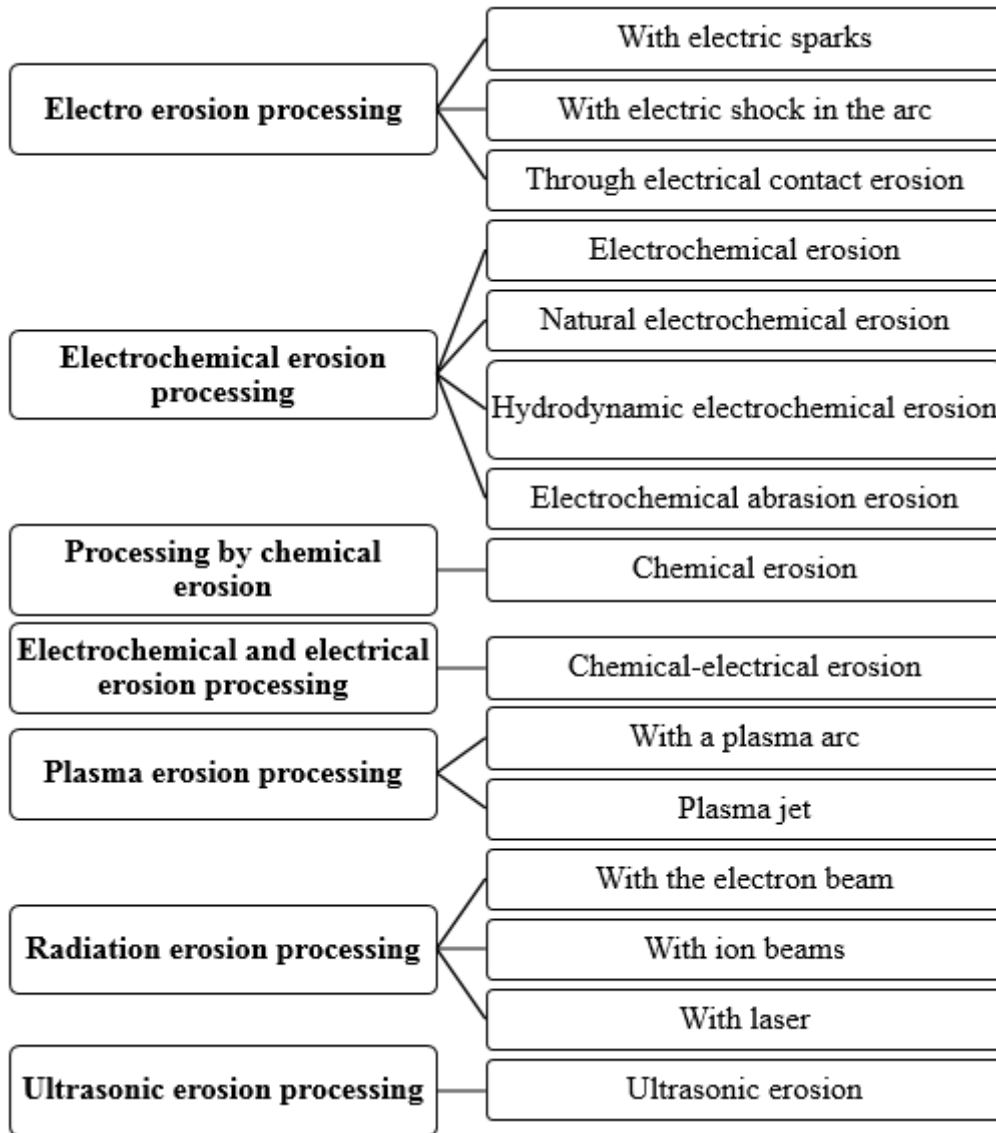 Electro erosion processing
With electric sparks
With electric shock in the arc
Through electrical contact erosion
Electrochemical erosion
processing
Electrochemical erosion
Natural electrochemical erosion
Hydrodynamic electrochemical erosion
Electrochemical abrasion erosion
Processing by chemical
erosion
Chemical erosion
Electrochemical and electrical
erosion processing
Chemical-electrical erosion
Plasma erosion processing
With a plasma arc
Plasma jet
Radiation erosion processing
With the electron beam
With ion beams
With laser
Ultrasonic erosion processing
Ultrasonic erosion